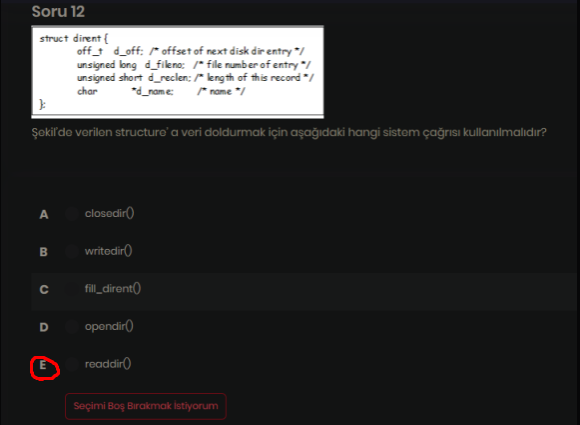 Soru 12
struct dirent {
off_t d_off; /* offset of next disk dir entry */
unsigned long d_fileno; /* file number of entry */
unsigned short d_reclen; /* length of this record */
char *d_name; /* name */
};
Şekil'de verilen structure' a veri doldurmak için aşağıdaki hangi sistem çağrısı kullanılmalıdır?
A closedir()
B writedir()
C fill_dirent()
D opendir()
E readdir()
Seçimi Boş Bırakmak İstiyorum